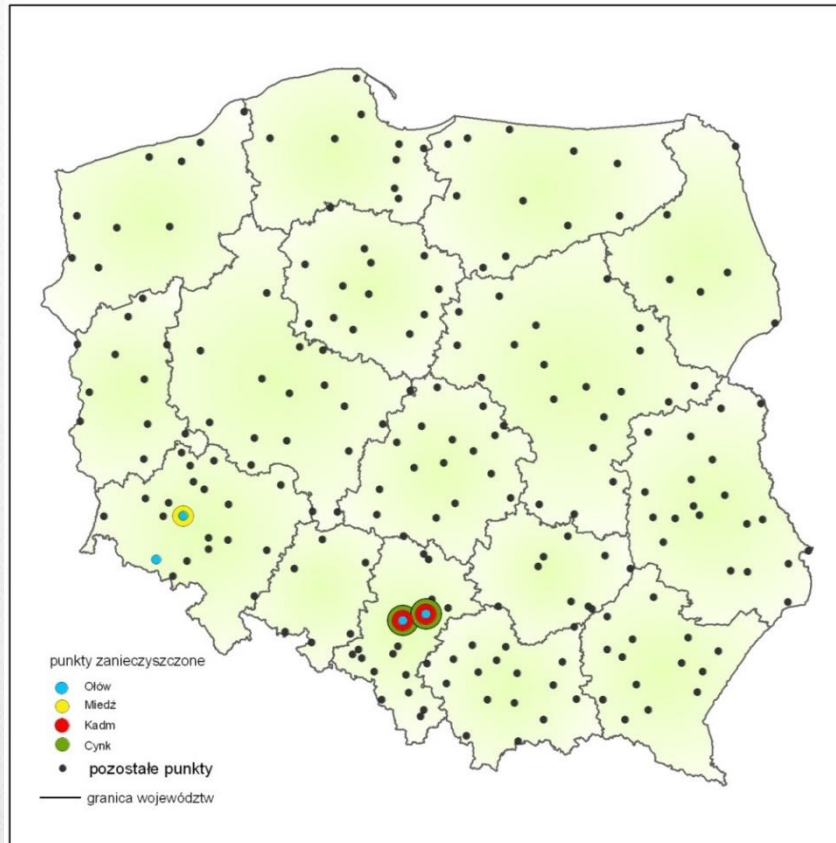 punkty zanieczyszczone
Ołów
Miedź
Kadm
Cynk
pozostałe punkty
granica województw